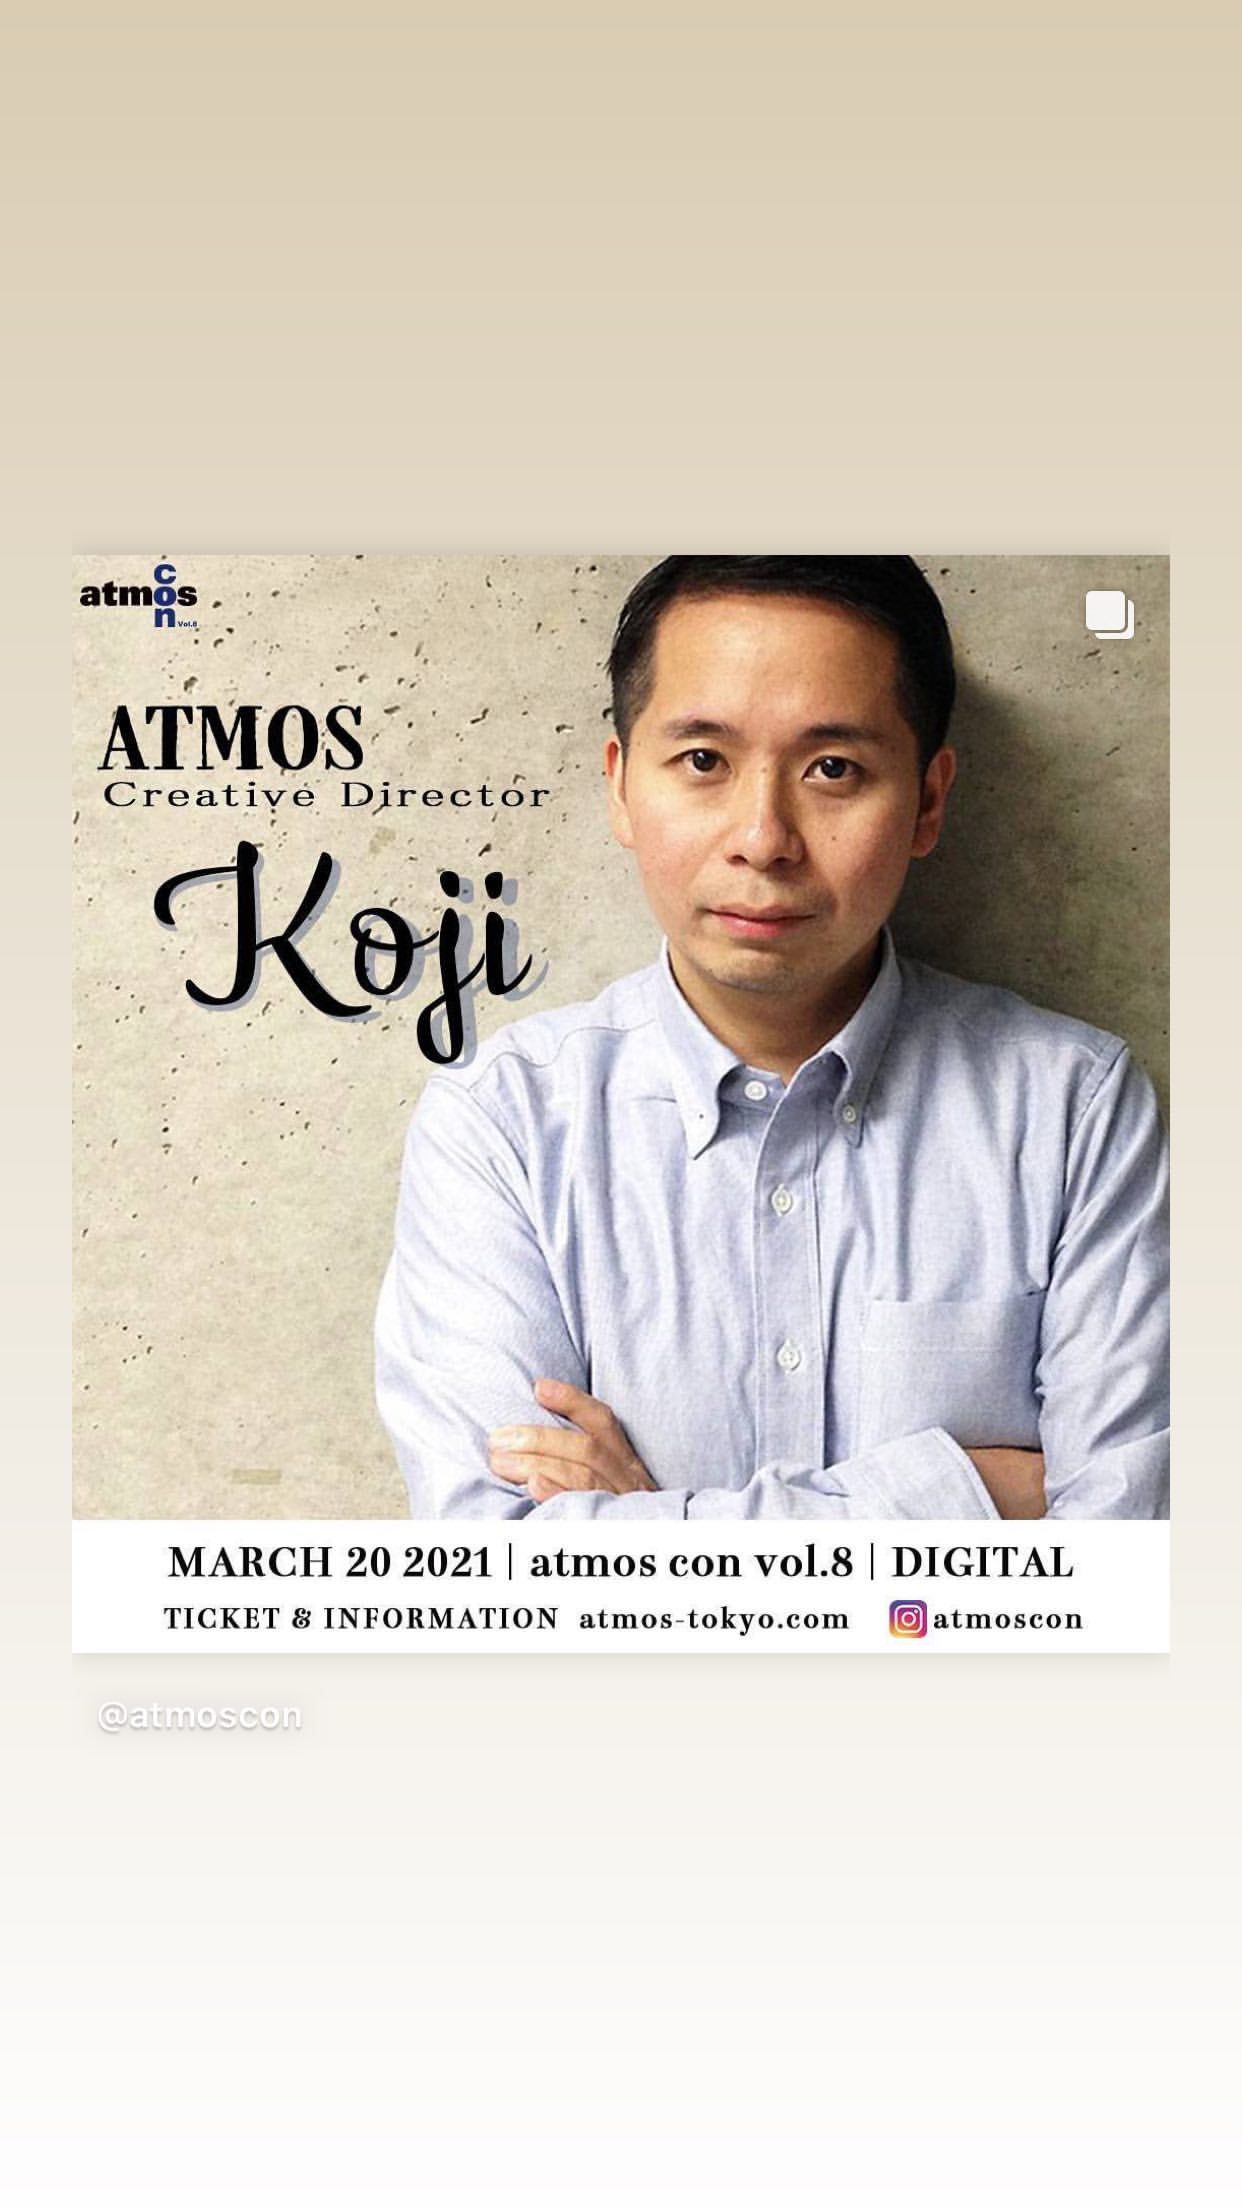 atmos
con
Vol.8
ATMOS
Creative Director
Koji
MARCH 20 2021 | atmos con vol.8 | DIGITAL
TICKET & INFORMATION atmos-tokyo.com atmoscon
@atmoscon